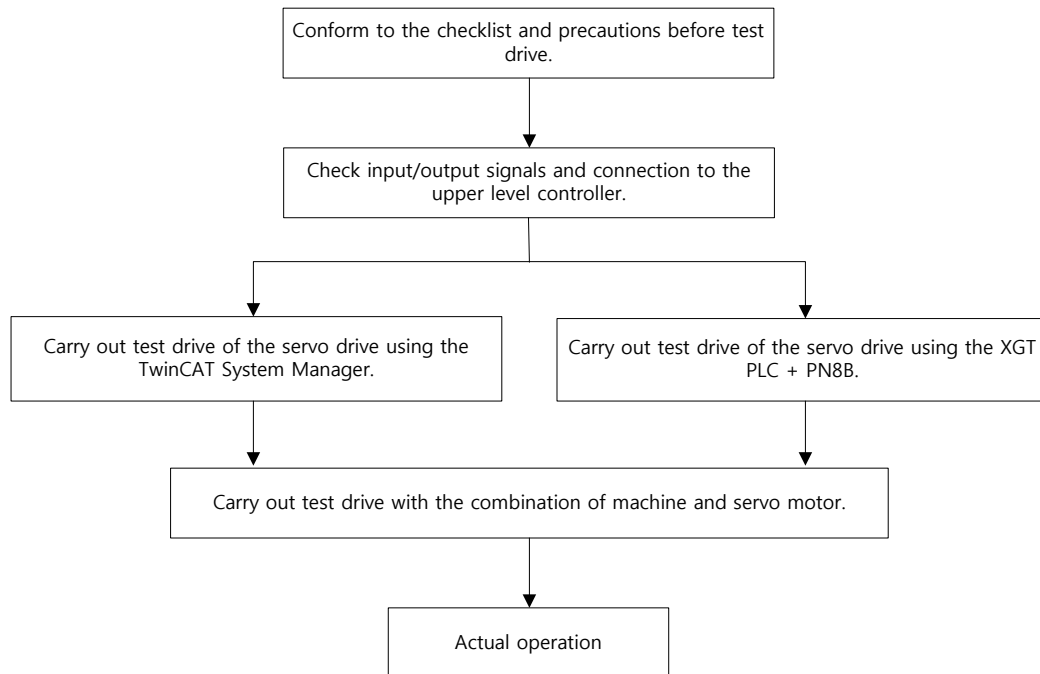 Conform to the checklist and precautions before test
drive.
Check input/output signals and connection to the
upper level controller.
Carry out test drive of the servo drive using the
TwinCAT System Manager.
Carry out test drive of the servo drive using the XGT
PLC + PN8B.
Carry out test drive with the combination of machine and servo motor.
Actual operation